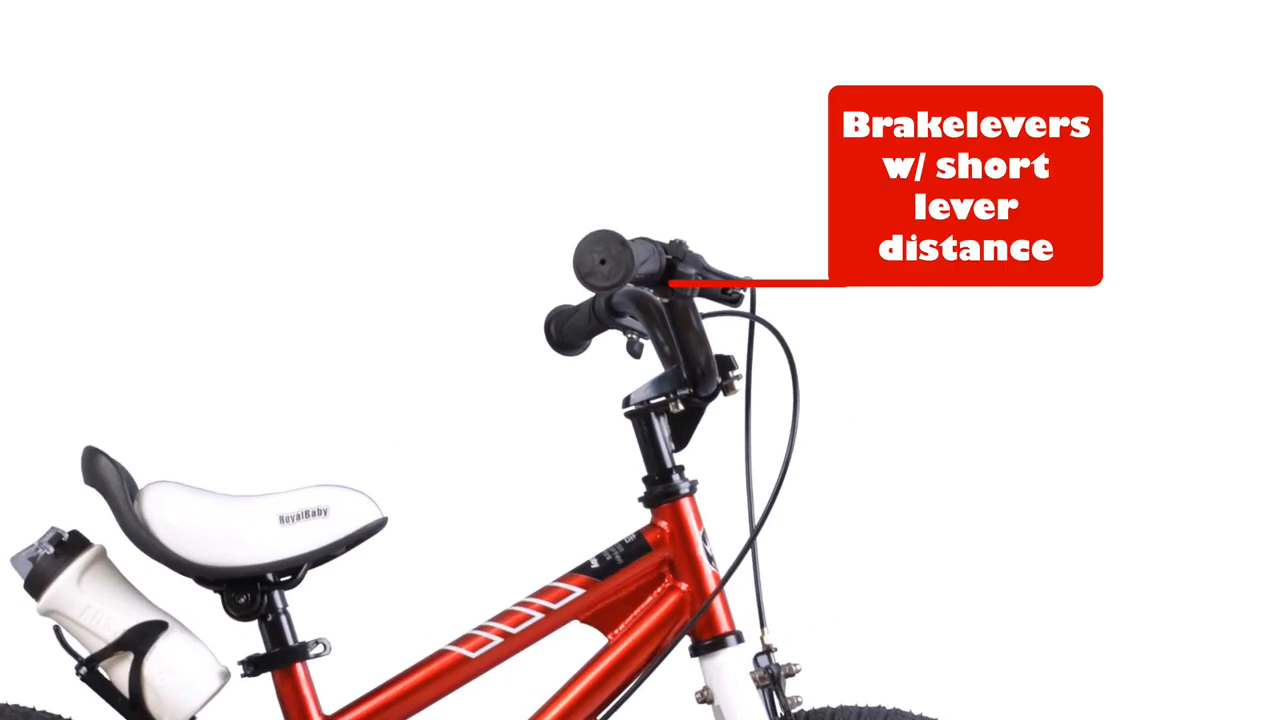 Brakelevers
w/ short
lever
distance
RoyalBaby